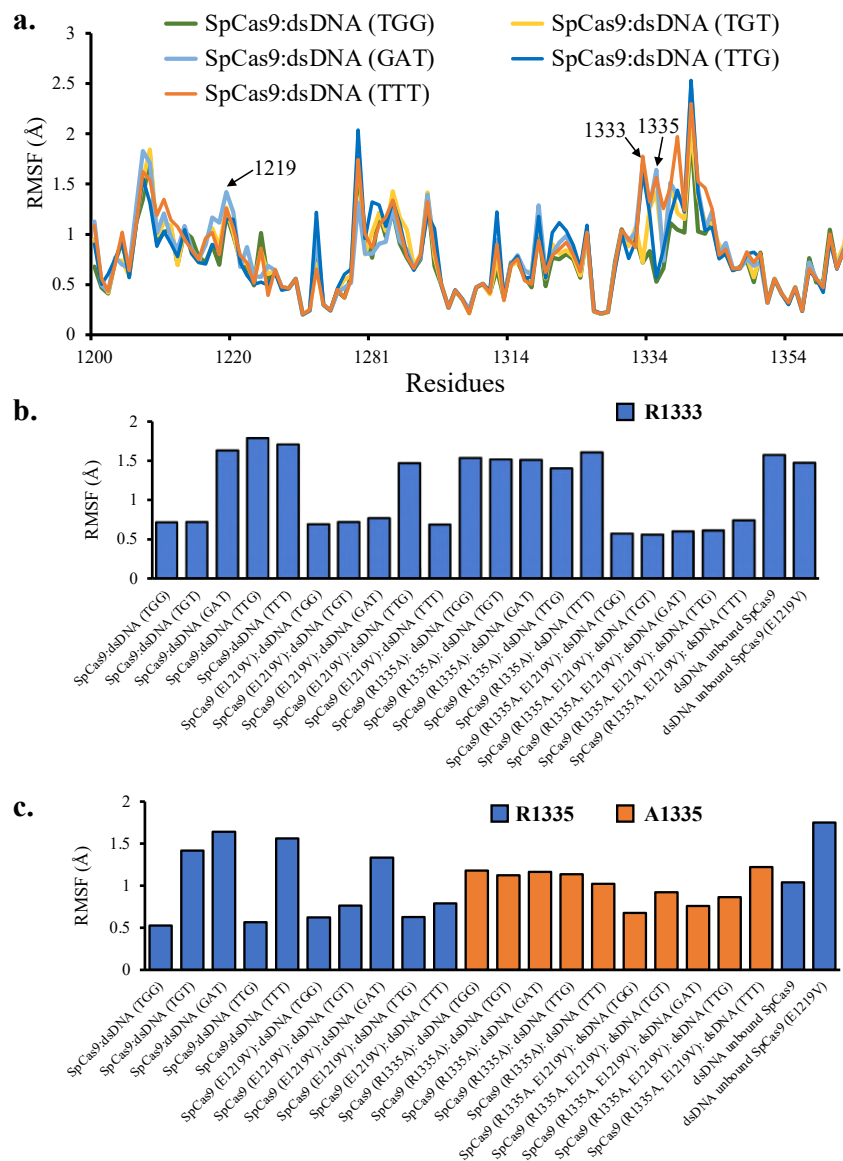 a.
SpCas9:dsDNA (TGG)
SpCas9:dsDNA (TGT)
SpCas9:dsDNA (GAT)
SpCas9:dsDNA (TTG)
SpCas9:dsDNA (TTT)
RMSF (Å)
3
2.5
2
1.5
1
0.5
0
1219
1333
1335
1200
1220
1281
1314
1334
1354
Residues
b.
R1333
RMSF (Å)
2
1.5
1
0.5
0
SpCas9:dsDNA (TGG)
SpCas9:dsDNA (TGT)
SpCas9:dsDNA (GAT)
SpCas9:dsDNA (TTG)
SpCas9:dsDNA (TTT)
SpCas9 (E1219V): dsDNA (TGG)
SpCas9 (E1219V): dsDNA (TGT)
SpCas9 (E1219V): dsDNA (GAT)
SpCas9 (E1219V): dsDNA (TTG)
SpCas9 (E1219V): dsDNA (TTT)
SpCas9 (R1335A): dsDNA (TGG)
SpCas9 (R1335A): dsDNA (TGT)
SpCas9 (R1335A): dsDNA (GAT)
SpCas9 (R1335A): dsDNA (TTG)
SpCas9 (R1335A): dsDNA (TTT)
SpCas9 (R1335A, E1219V): dsDNA (TGG)
SpCas9 (R1335A, E1219V): dsDNA (TGT)
SpCas9 (R1335A, E1219V): dsDNA (GAT)
SpCas9 (R1335A, E1219V): dsDNA (TTG)
SpCas9 (R1335A, E1219V): dsDNA (TTT)
dsDNA unbound SpCas9
dsDNA unbound SpCas9 (E1219V)
c.
R1335
A1335
RMSF (Å)
2
1.5
1
0.5
0
SpCas9:dsDNA (TGG)
SpCas9:dsDNA (TGT)
SpCas9:dsDNA (GAT)
SpCas9:dsDNA (TTG)
SpCas9:dsDNA (TTT)
SpCas9 (E1219V): dsDNA (TGG)
SpCas9 (E1219V): dsDNA (TGT)
SpCas9 (E1219V): dsDNA (GAT)
SpCas9 (E1219V): dsDNA (TTG)
SpCas9 (E1219V): dsDNA (TTT)
SpCas9 (R1335A): dsDNA (TGG)
SpCas9 (R1335A): dsDNA (TGT)
SpCas9 (R1335A): dsDNA (GAT)
SpCas9 (R1335A): dsDNA (TTG)
SpCas9 (R1335A): dsDNA (TTT)
SpCas9 (R1335A, E1219V): dsDNA (TGG)
SpCas9 (R1335A, E1219V): dsDNA (TGT)
SpCas9 (R1335A, E1219V): dsDNA (GAT)
SpCas9 (R1335A, E1219V): dsDNA (TTG)
SpCas9 (R1335A, E1219V): dsDNA (TTT)
dsDNA unbound SpCas9
dsDNA unbound SpCas9 (E1219V)